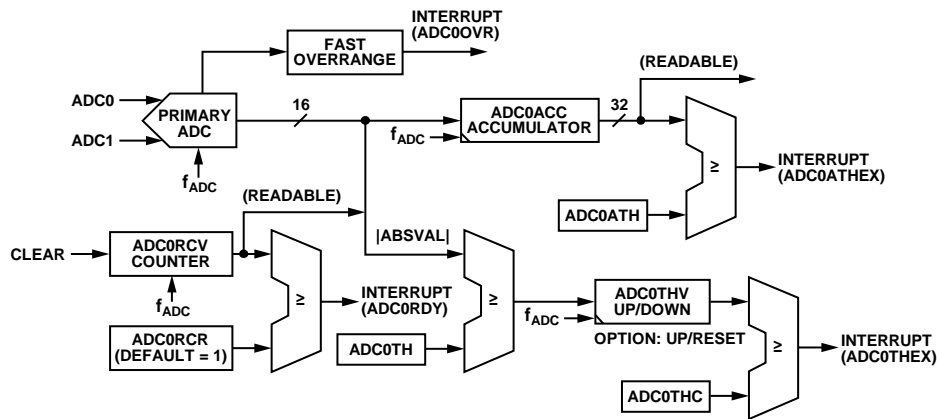 INTERRUPT
(ADC0OVR)
FAST
OVERRANGE
(READABLE)
ADC0
ADC1
PRIMARY
ADC
16
f_ADC
ADC0ACC
ACCUMULATOR
32
f_ADC
≥
INTERRUPT
(ADC0ATHEX)
ADC0ATH
(READABLE)
CLEAR
ADC0RCV
COUNTER
f_ADC
|ABSVAL|
≥
INTERRUPT
(ADC0RDY)
ADC0RCR
(DEFAULT = 1)
≥
ADC0TH
f_ADC
ADC0THV
UP/DOWN
OPTION: UP/RESET
≥
INTERRUPT
(ADC0THEX)
ADC0THC